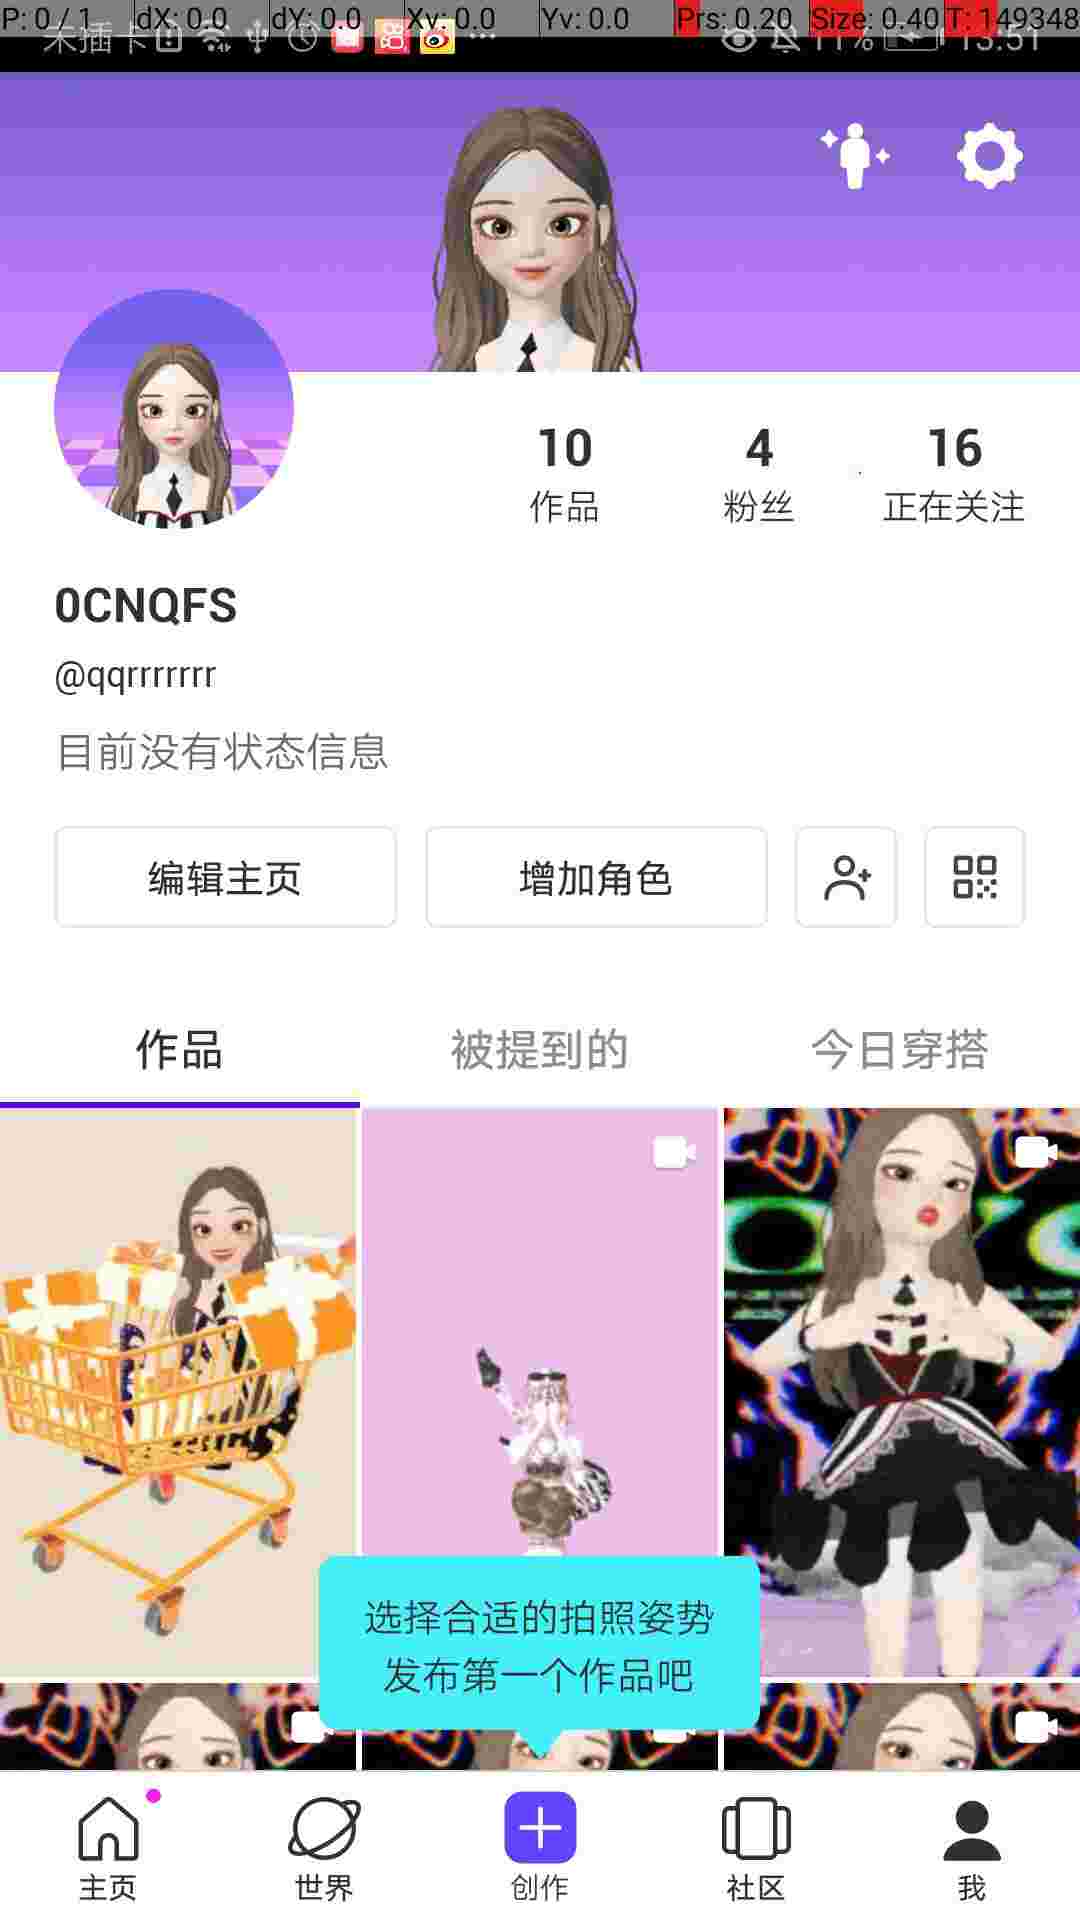 P: 0 / 1 dX: 0.0 dY: 0.0 Xv: 0.0 Yv: 0.0 Prs: 0.20 Size: 0.40 T: 149348
未插卡 11% 13:51
10 4 16
作品 粉丝 正在关注
0CNQFS
@qqrrrrrrr
目前没有状态信息
编辑主页 增加角色
作品 被提到的 今日穿搭
选择合适的拍照姿势
发布第一个作品吧
主页 世界 创作 社区 我